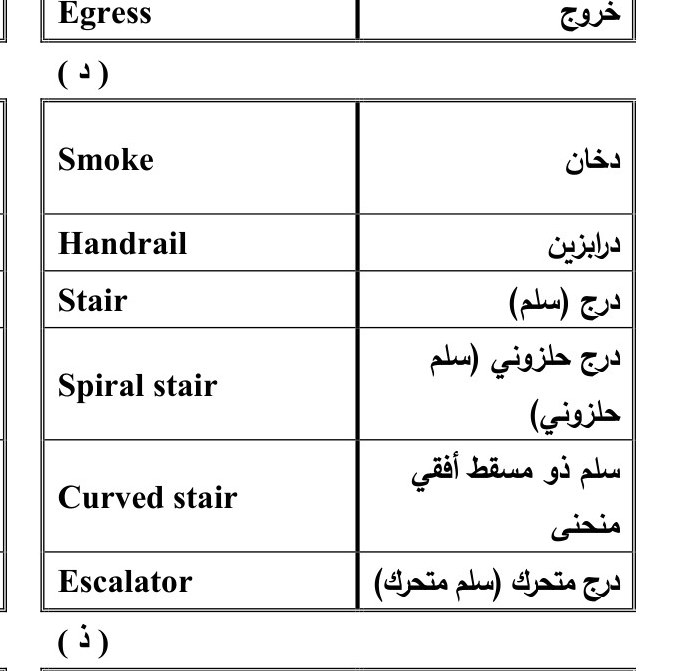 Egress خروج
( د )
Smoke دخان
Handrail درابزين
Stair درج (سلم)
Spiral stair درج حلزوني (سلم
حلزوني)
Curved stair سلم ذو مسقط أفقي
منحنى
Escalator درج متحرك (سلم متحرك)
( ذ )